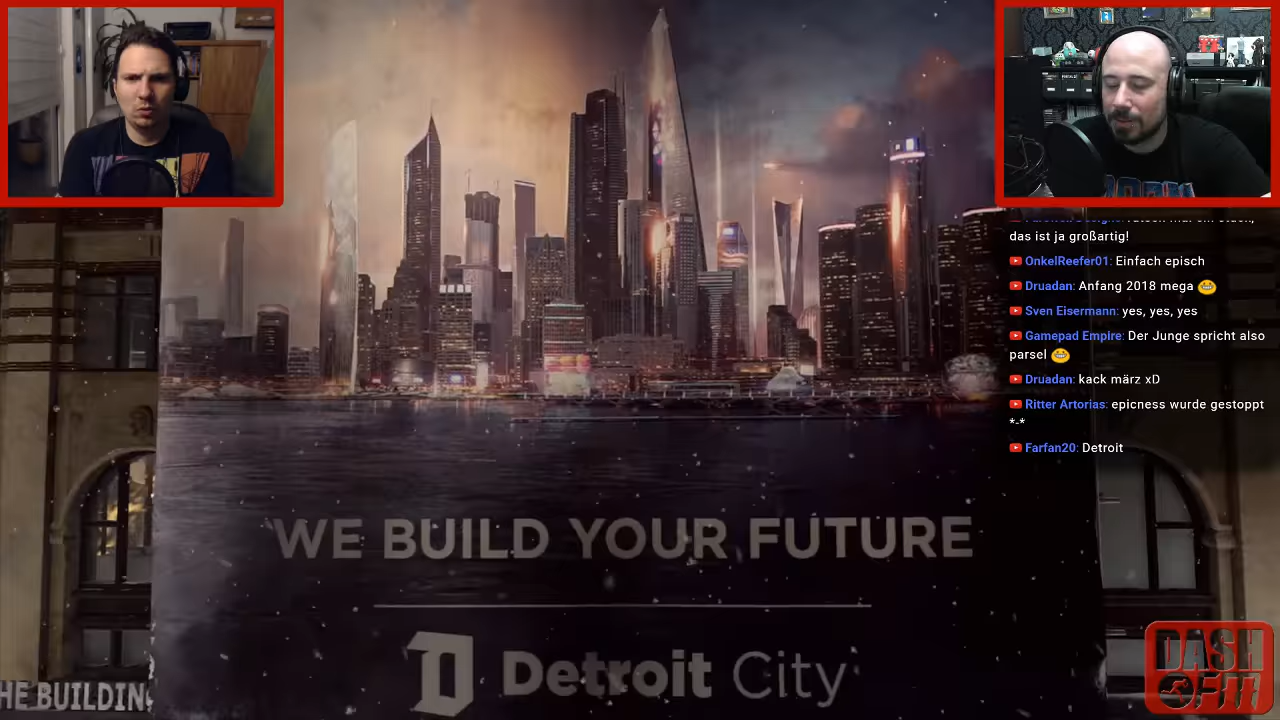 das ist ja großartig!
OnkelReefer01: Einfach episch
Druadan: Anfang 2018 mega
Sven Eisermann: yes, yes, yes
Gamepad Empire: Der Junge spricht also
parsel
Druadan: kack märz xD
Ritter Artorias: epicness wurde gestoppt
*-*
Farfan20: Detroit
WE BUILD YOUR FUTURE
D Detroit City
HE BUILDING
DASH